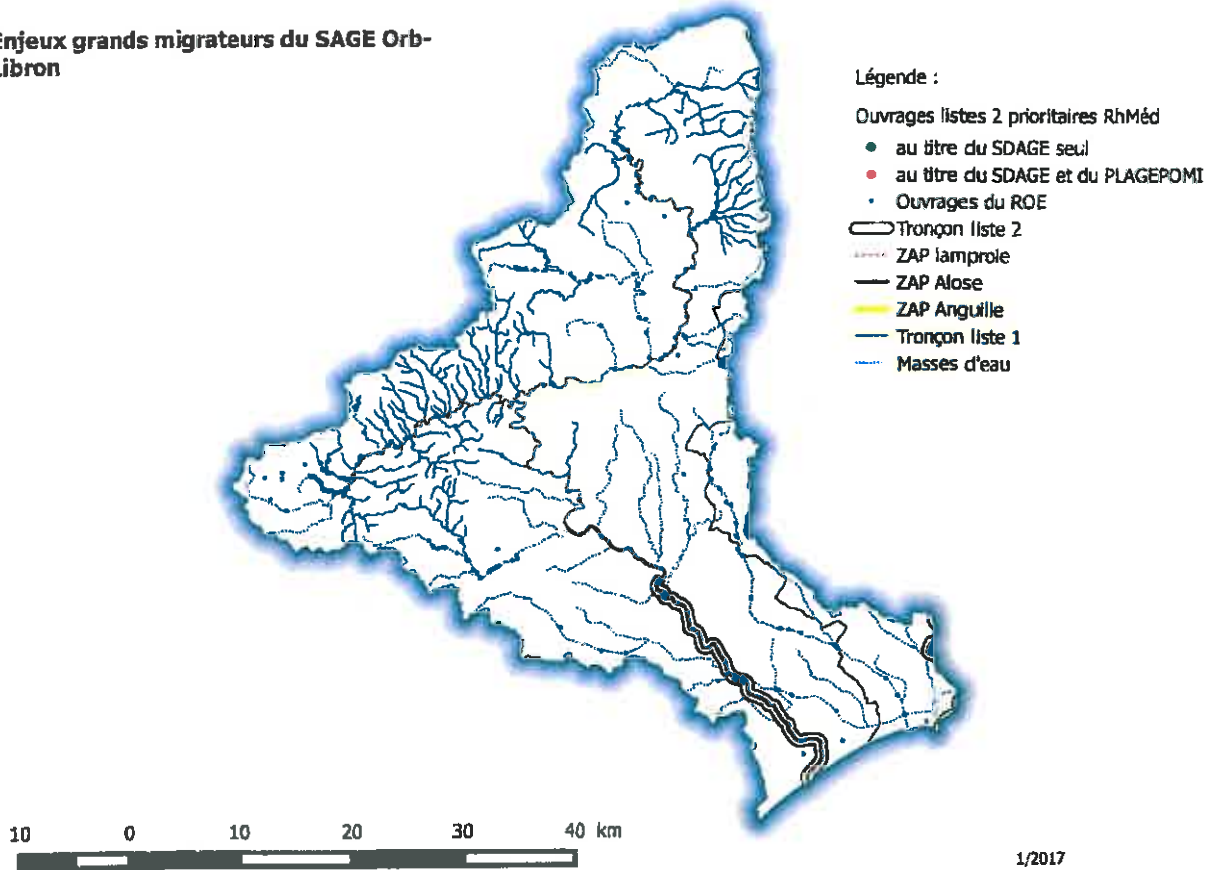 Enjeux grands migrateurs du SAGE Orb-
Libron
Légende :
Ouvrages listes 2 prioritaires RhMéd
au titre du SDAGE seul
au titre du SDAGE et du PLAGEPOMI
Ouvrages du ROE
Tronçon liste 2
ZAP lamproie
ZAP Alose
ZAP Anguille
Tronçon liste 1
Masses d'eau
10 0 10 20 30 40 km
1/2017